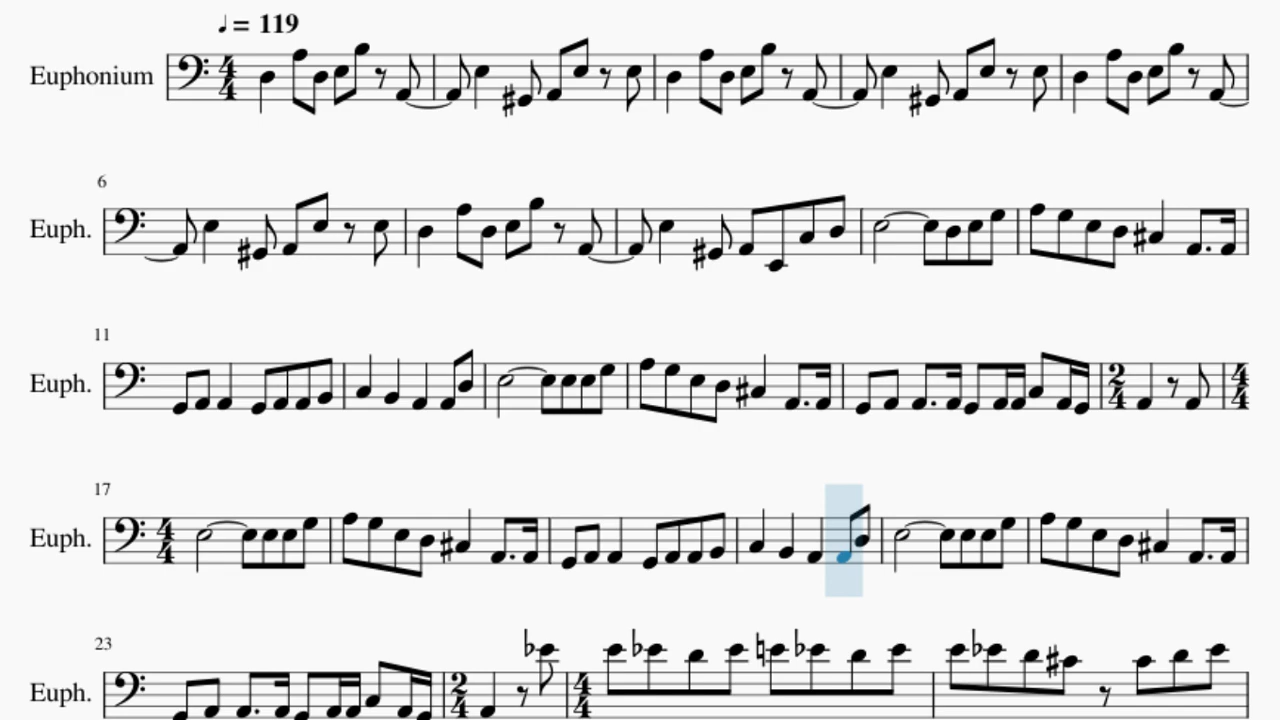 ♩ = 119
Euphonium 4 4
6
Euph.
11
Euph. 2 4 4 4
17
Euph. 4 4
23
Euph. 2 4 4 4